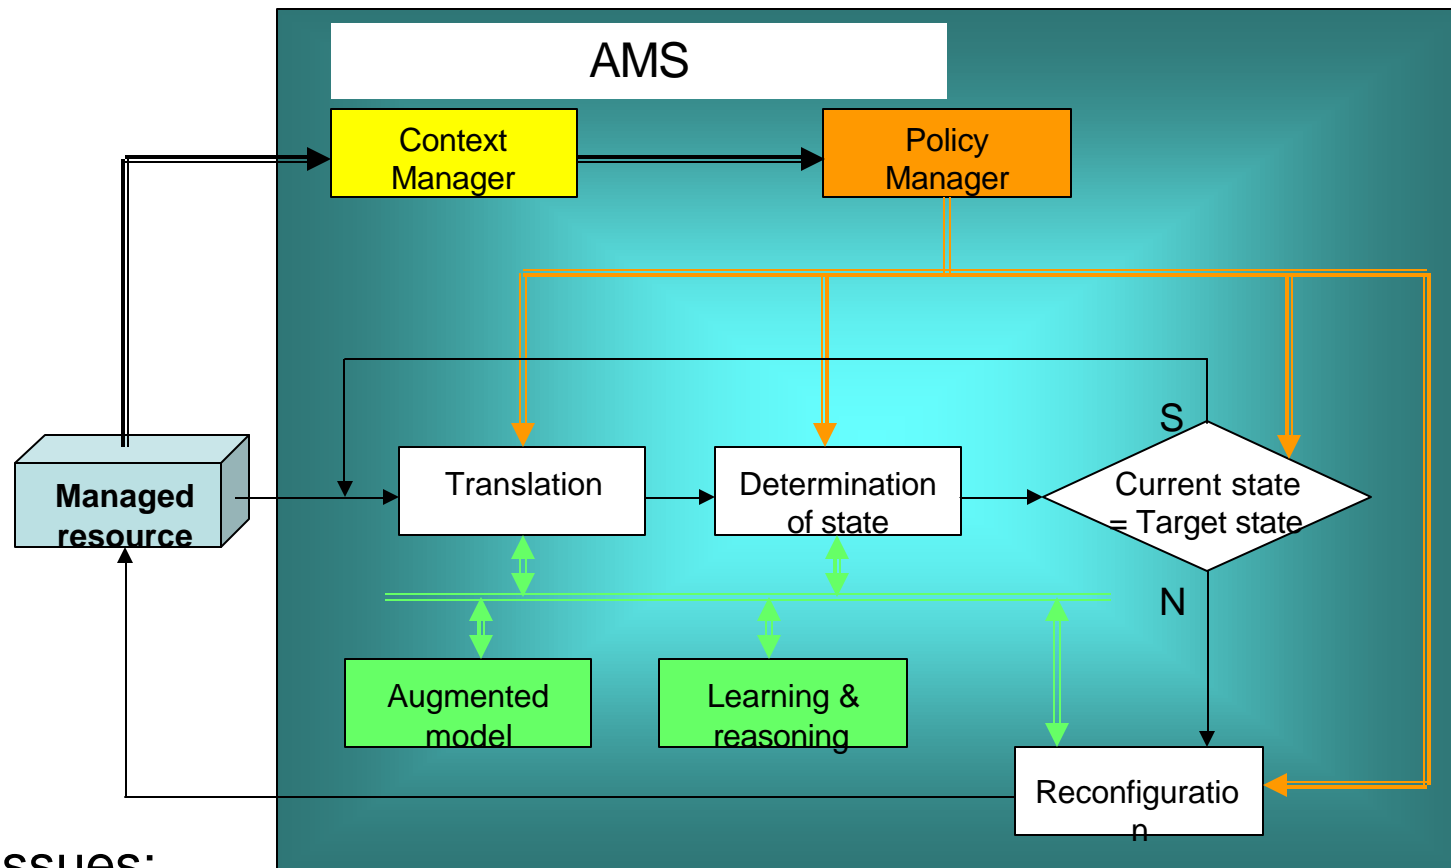 AMS
Context
Manager
Policy
Manager
S
Managed
resource
Translation
Determination
of state
Current state
= Target state
N
Augmented
model
Learning &
reasoning
Reconfiguratio
n
ssues: